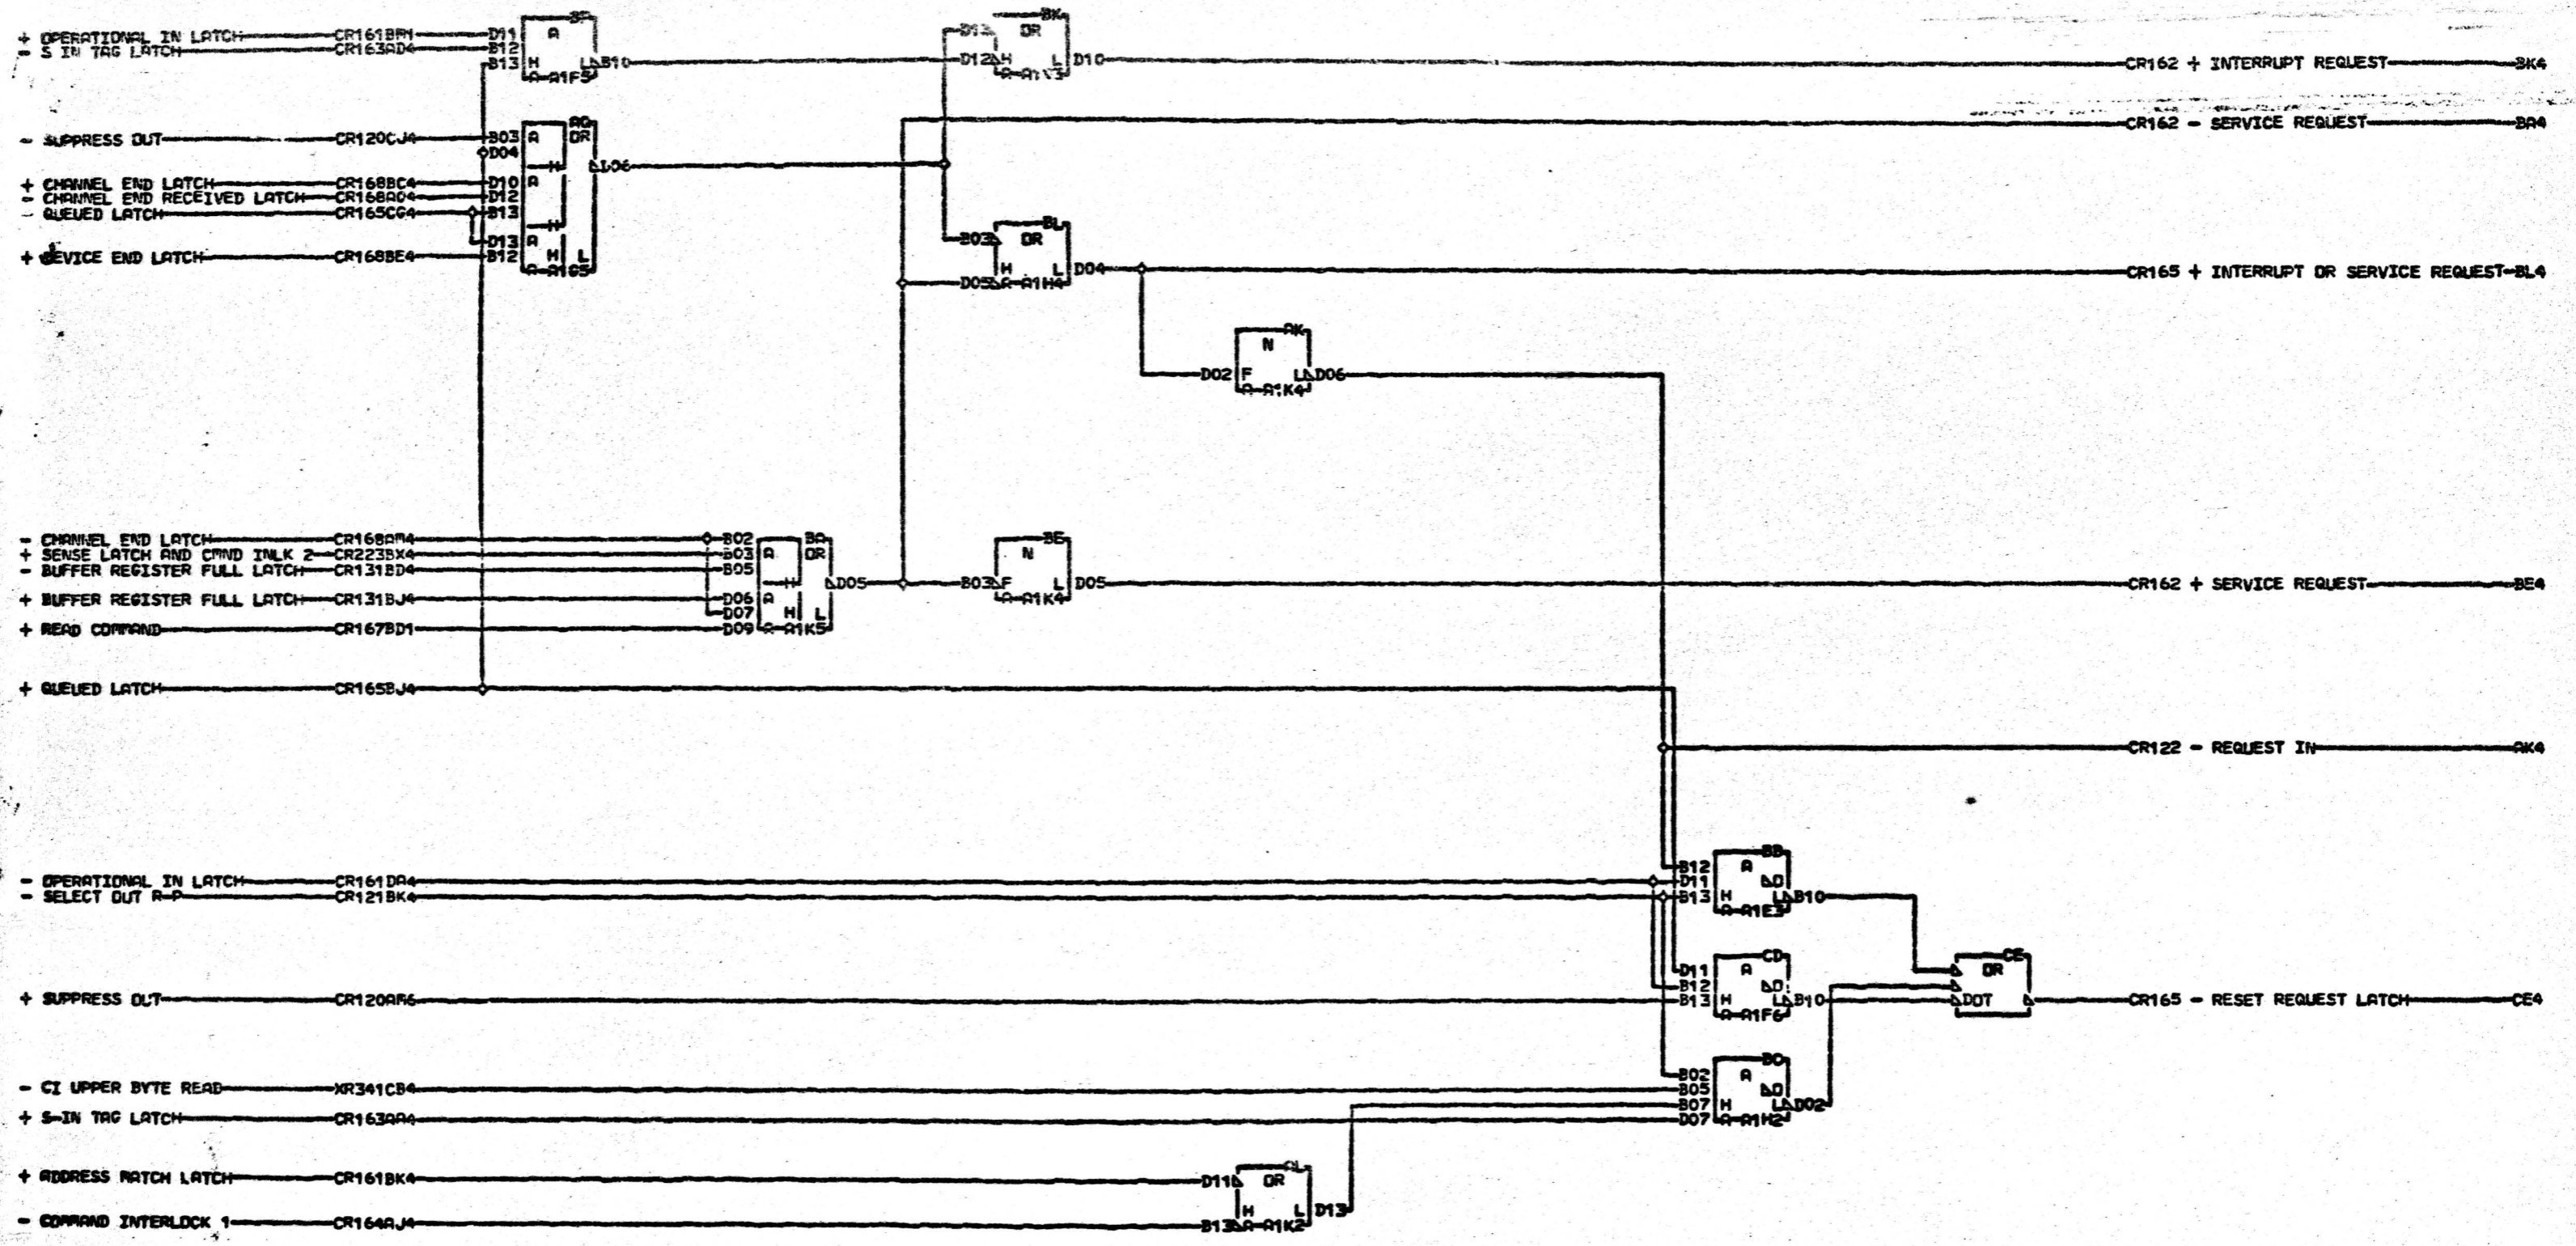 + OPERATIONAL IN LATCH CR161BM1 D11 A BF
- S IN TAG LATCH CR163AD4 B12
B13 H L B10
A-A1F5
D13 OR BK
D12 H L D10 CR162 + INTERRUPT REQUEST BK4
CR162 - SERVICE REQUEST BA4
- SUPPRESS OUT CR120CJ4 B03 A OR AG
D04
H D06
+ CHANNEL END LATCH CR168BC4 D10 A
- CHANNEL END RECEIVED LATCH CR168AD4 D12
- QUEUED LATCH CR165CG4 B13
H
D13 A
+ DEVICE END LATCH CR168BE4 B12 H L
A-A1G5
B03 OR BL
H L D04 CR165 + INTERRUPT OR SERVICE REQUEST BL4
D05 A-A1H4
N AK
D02 F L D06
A-A1K4
- CHANNEL END LATCH CR168AM4 B02 BA
+ SENSE LATCH AND CMND INLK 2 CR223BX4 B03 A OR
- BUFFER REGISTER FULL LATCH CR131BD4 B05
H D05
+ BUFFER REGISTER FULL LATCH CR131BJ4 D06 A
D07 H L
+ READ COMMAND CR167BD1 D09 A-A1K5
N BE
B03 F L D05 CR162 + SERVICE REQUEST BE4
A-A1K4
+ QUEUED LATCH CR165BJ4
CR122 - REQUEST IN AK4
B12 A BB
- OPERATIONAL IN LATCH CR161DA4 D11 D
- SELECT OUT R-P CR121BK4 B13 H L B10
A-A1E3
D11 A CD
B12 D
+ SUPPRESS OUT CR120AF6 B13 H L B10
A-A1F6
OR CE
DOT CR165 - RESET REQUEST LATCH CE4
B02 A BC
- CI UPPER BYTE READ XR341CB4 B05 D
B07 H L D02
+ S-IN TAG LATCH CR163AA4 D07 A-A1H2
+ ADDRESS MATCH LATCH CR161BK4 D11 OR AL
H L D13
- COMMAND INTERLOCK 1 CR164AJ4 B13 A-A1K2